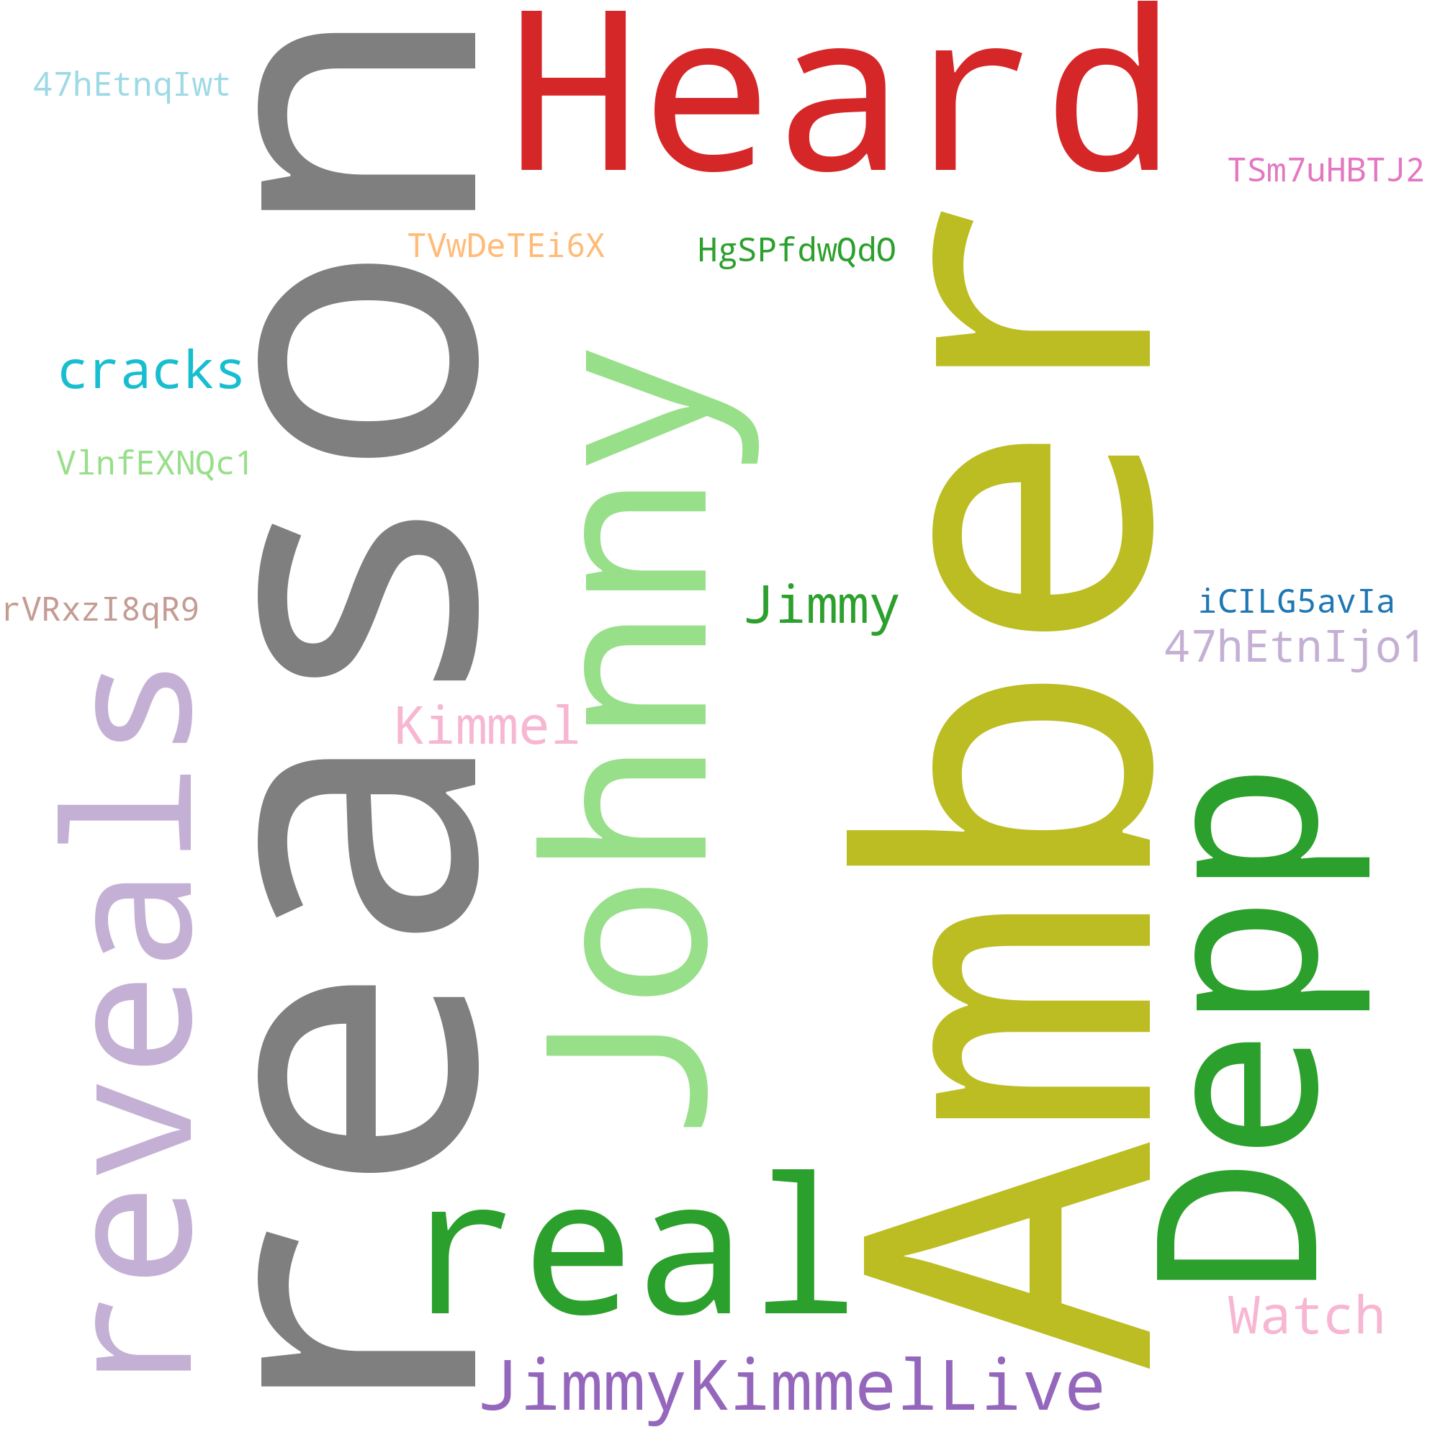 Heard
47hEtnqIwt
TSm7uHBTJ2
reason
TVwDeTEi6X
HgSPfdwQdO
Amber
cracks
Johnny
VlnfEXNQc1
rVRxzI8qR9
Jimmy
iCILG5avIa
47hEtnIjo1
reveals
Kimmel
Depp
real
Watch
JimmyKimmelLive